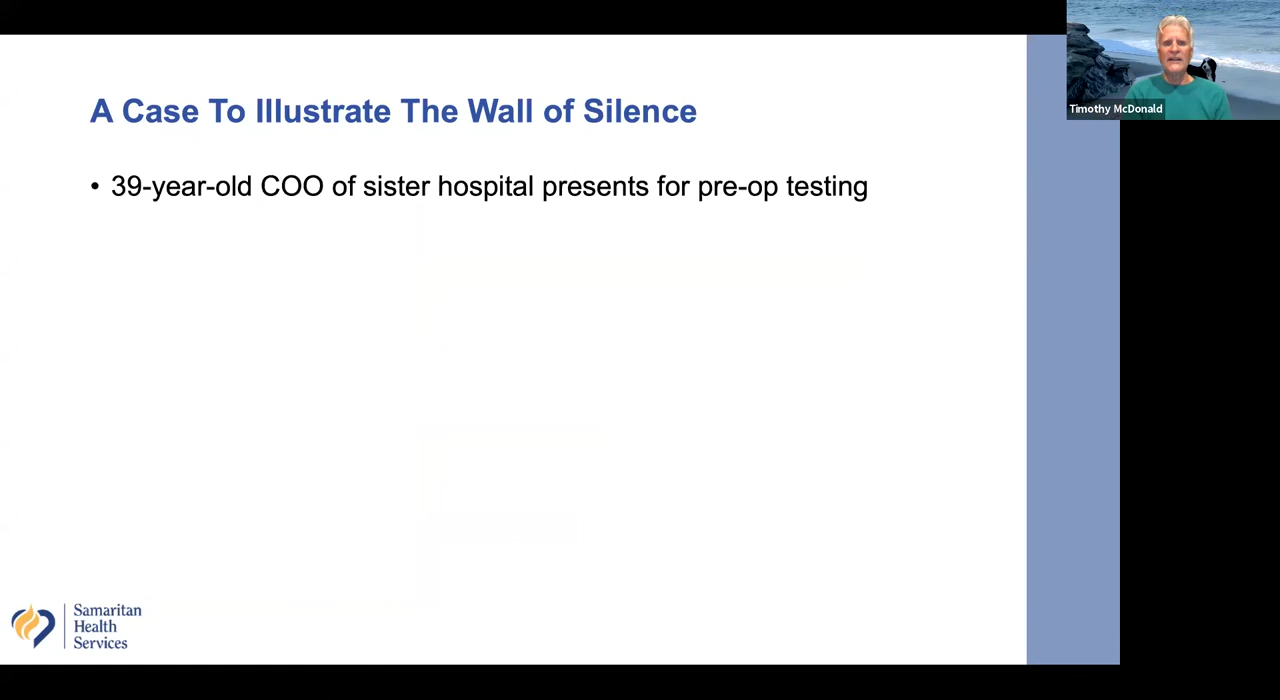 A Case To Illustrate The Wall of Silence
• 39-year-old COO of sister hospital presents for pre-op testing
Timothy McDonald
Samaritan
Health
Services